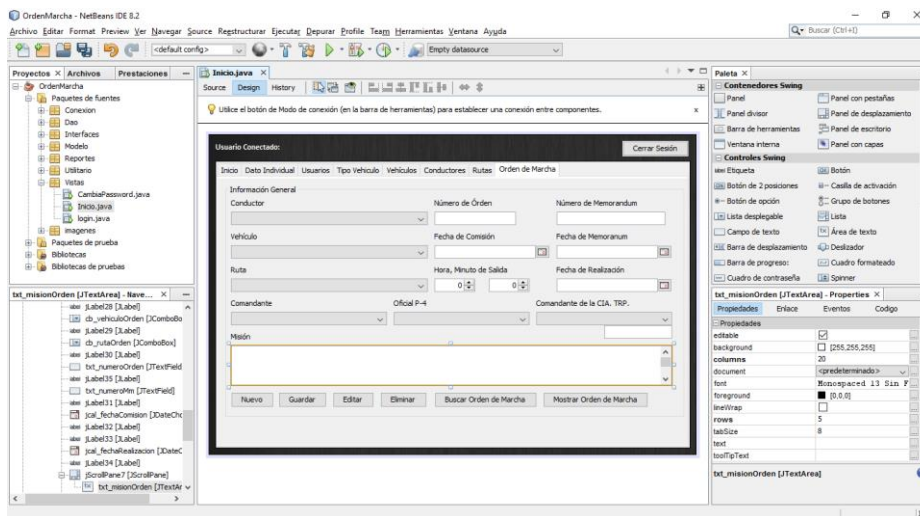 OrdenMarcha - NetBeans IDE 8.2
Archivo Editar Format Preview Ver Navegar Source Reestructurar Ejecutar Depurar Profile Team Herramientas Ventana Ayuda
Buscar (Ctrl+I)
<default config>
Empty datasource
Proyectos Archivos Prestaciones
OrdenMarcha
Paquetes de fuentes
Conexion
Dao
Interfaces
Modelo
Reportes
Utilitario
Vistas
CambiaPassword.java
Inicio.java
login.java
imagenes
Paquetes de prueba
Bibliotecas
Bibliotecas de pruebas
txt_misionOrden [JTextArea] - Nave...
jLabel28 [JLabel]
cb_vehiculoOrden [JComboBo
jLabel29 [JLabel]
cb_rutaOrden [JComboBox]
jLabel30 [JLabel]
txt_numeroOrden [JTextField]
jLabel35 [JLabel]
txt_numeroMm [JTextField]
jLabel31 [JLabel]
jcal_fechaComision [JDateCho
jLabel32 [JLabel]
jLabel33 [JLabel]
jcal_fechaRealizacion [JDateC
jLabel34 [JLabel]
jScrollPane7 [JScrollPane]
txt_misionOrden [JTextAr
Inicio.java
Source Design History
Utilice el botón de Modo de conexión (en la barra de herramientas) para establecer una conexión entre componentes.
Usuario Conectado:
Cerrar Sesión
Inicio Dato Individual Usuarios Tipo Vehiculo Vehículos Conductores Rutas Orden de Marcha
Información General
Conductor Número de Órden Número de Memorandum
Vehículo Fecha de Comisión Fecha de Memoranum
Ruta Hora, Minuto de Salida Fecha de Realización
0 0
Comandante Oficial P-4 Comandante de la CIA. TRP.
Misión
Nuevo Guardar Editar Eliminar Buscar Orden de Marcha Mostrar Orden de Marcha
Paleta
Contenedores Swing
Panel Panel con pestañas
Panel divisor Panel de desplazamiento
Barra de herramientas Panel de escritorio
Ventana interna Panel con capas
Controles Swing
Etiqueta Botón
Botón de 2 posiciones Casilla de activación
Botón de opción Grupo de botones
Lista desplegable Lista
Campo de texto Área de texto
Barra de desplazamiento Deslizador
Barra de progreso: Cuadro formateado
Cuadro de contraseña Spinner
txt_misionOrden [JTextArea] - Properties
Propiedades Enlace Eventos Codigo
Propiedades
editable
background [255,255,255]
columns 20
document <predeterminado>
font Monospaced 13 Sin F
foreground [0,0,0]
lineWrap
rows 5
tabSize 8
text
toolTipText
txt_misionOrden [JTextArea]